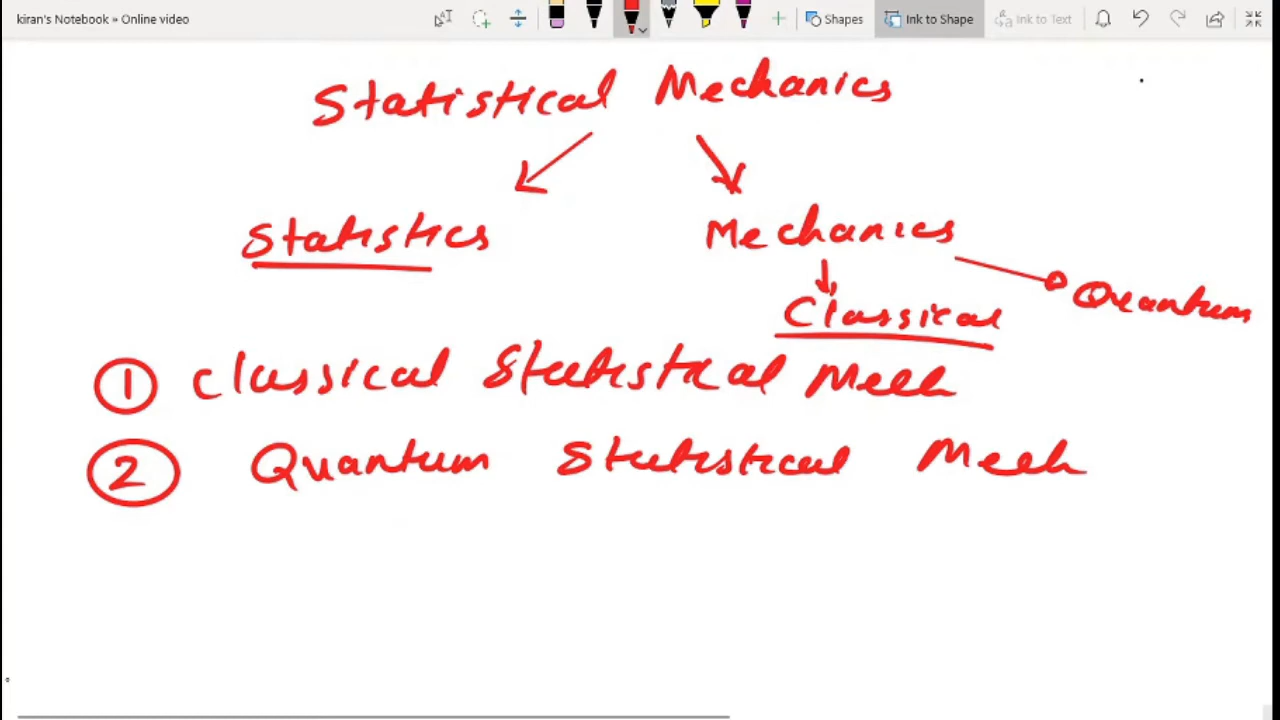 kiran's Notebook » Online video
Shapes
Ink to Shape
Ink to Text
Statistical Mechanics
Statistics
Mechanics
Quantum
Classical
1 Classical Statistical Mech
2 Quantum Statistical Mech